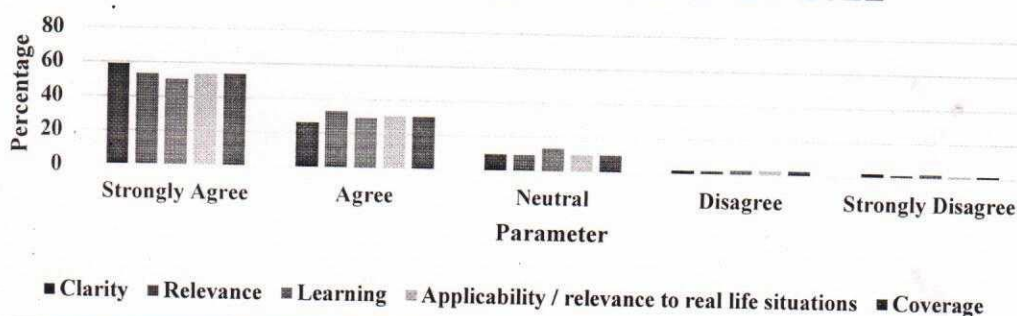 80
60
40
20
0
Percentage
Strongly Agree
Agree
Neutral
Disagree
Strongly Disagree
Parameter
Clarity Relevance Learning Applicability / relevance to real life situations Coverage